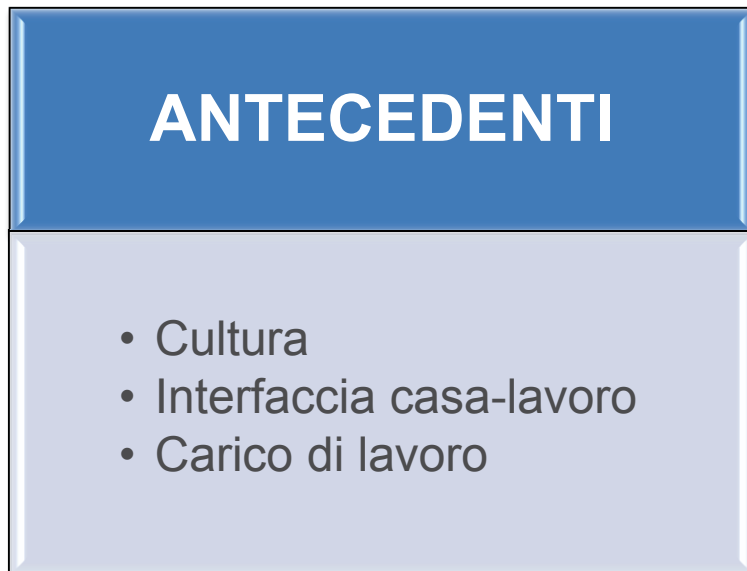 ANTECEDENTI
• Cultura
• Interfaccia casa-lavoro
• Carico di lavoro